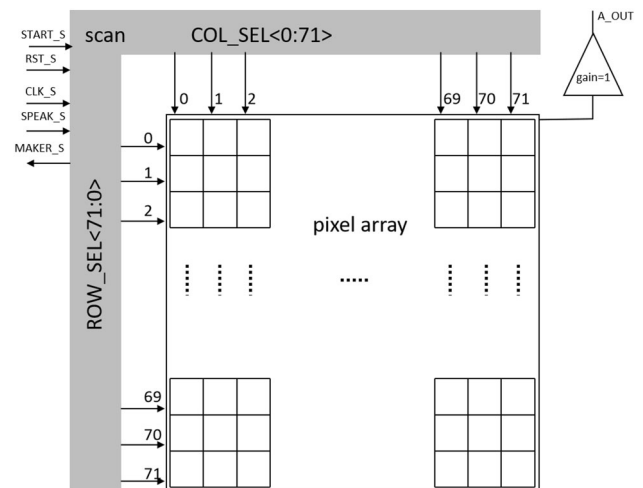 START_S
RST_S
CLK_S
SPEAK_S
MAKER_S
scan COL_SEL<0:71>
A_OUT
gain=1
0 1 2 69 70 71
0
1
2
pixel array
ROW_SEL<71:0>
69
70
71